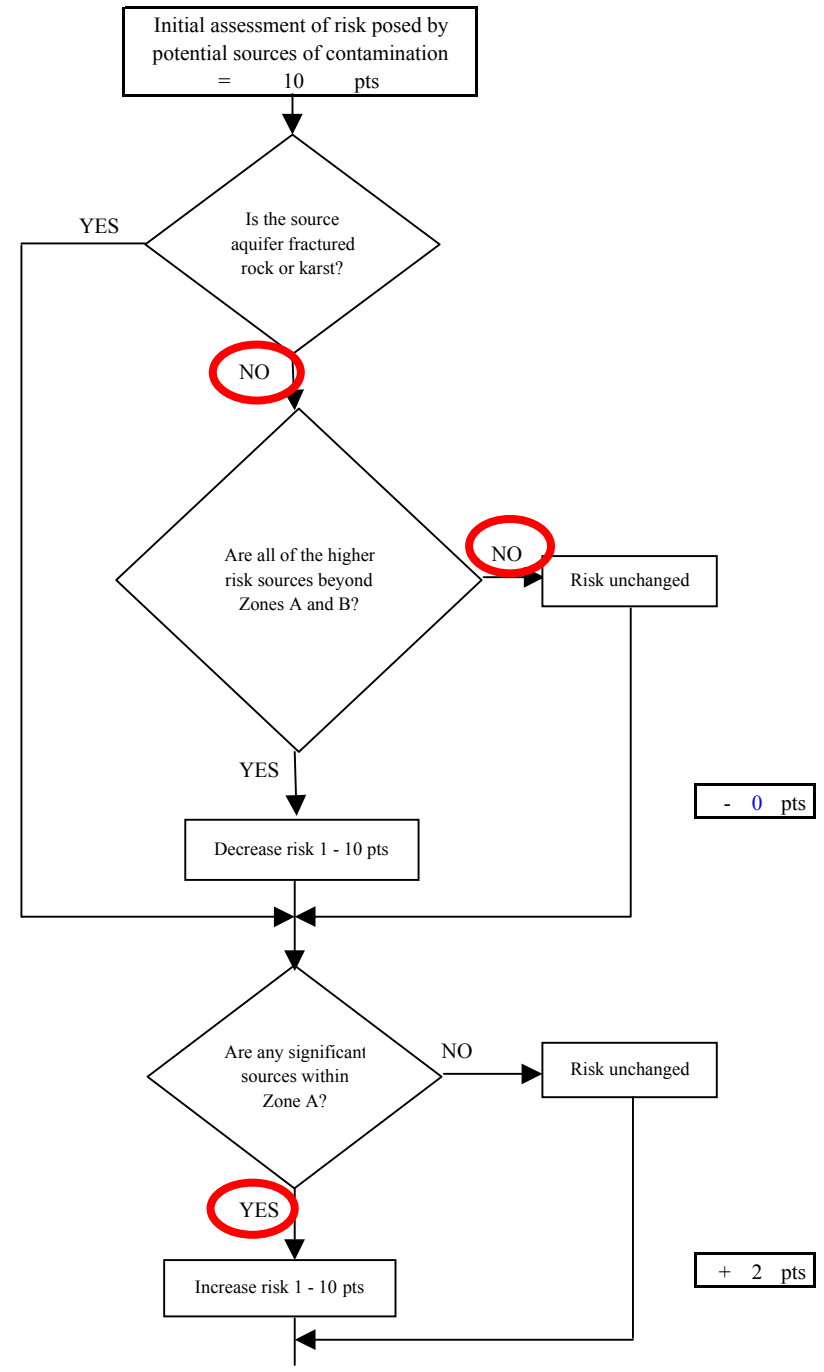 Initial assessment of risk posed by
potential sources of contamination
= 10 pts
YES
Is the source
aquifer fractured
rock or karst?
NO
Are all of the higher
risk sources beyond
Zones A and B?
NO
Risk unchanged
YES
- 0 pts
Decrease risk 1 - 10 pts
Are any significant
sources within
Zone A?
NO
Risk unchanged
YES
+ 2 pts
Increase risk 1 - 10 pts